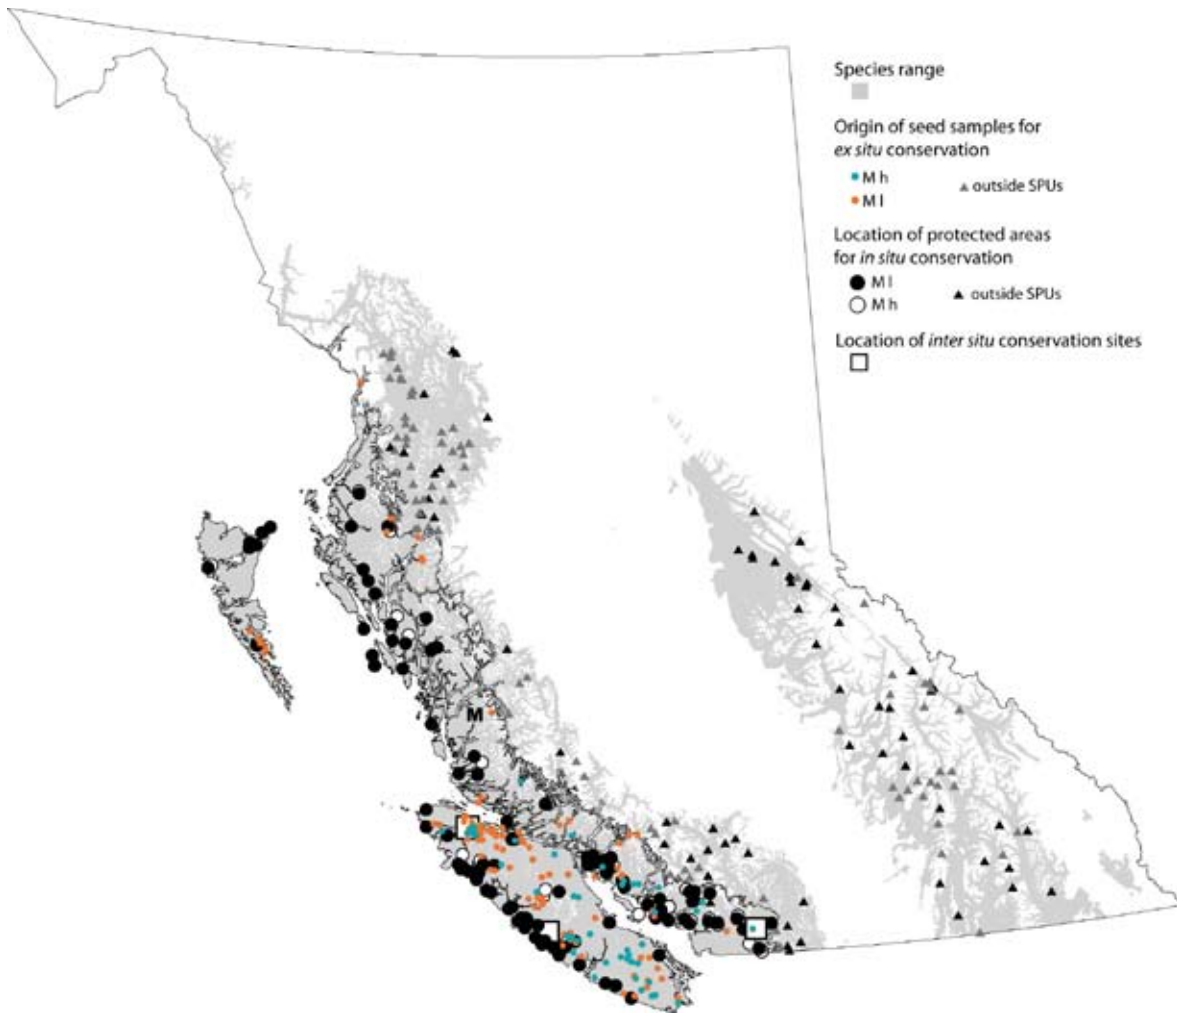 Species range
Origin of seed samples for
ex situ conservation
M h
outside SPUs
M l
Location of protected areas
for in situ conservation
M l
outside SPUs
M h
Location of inter situ conservation sites
M